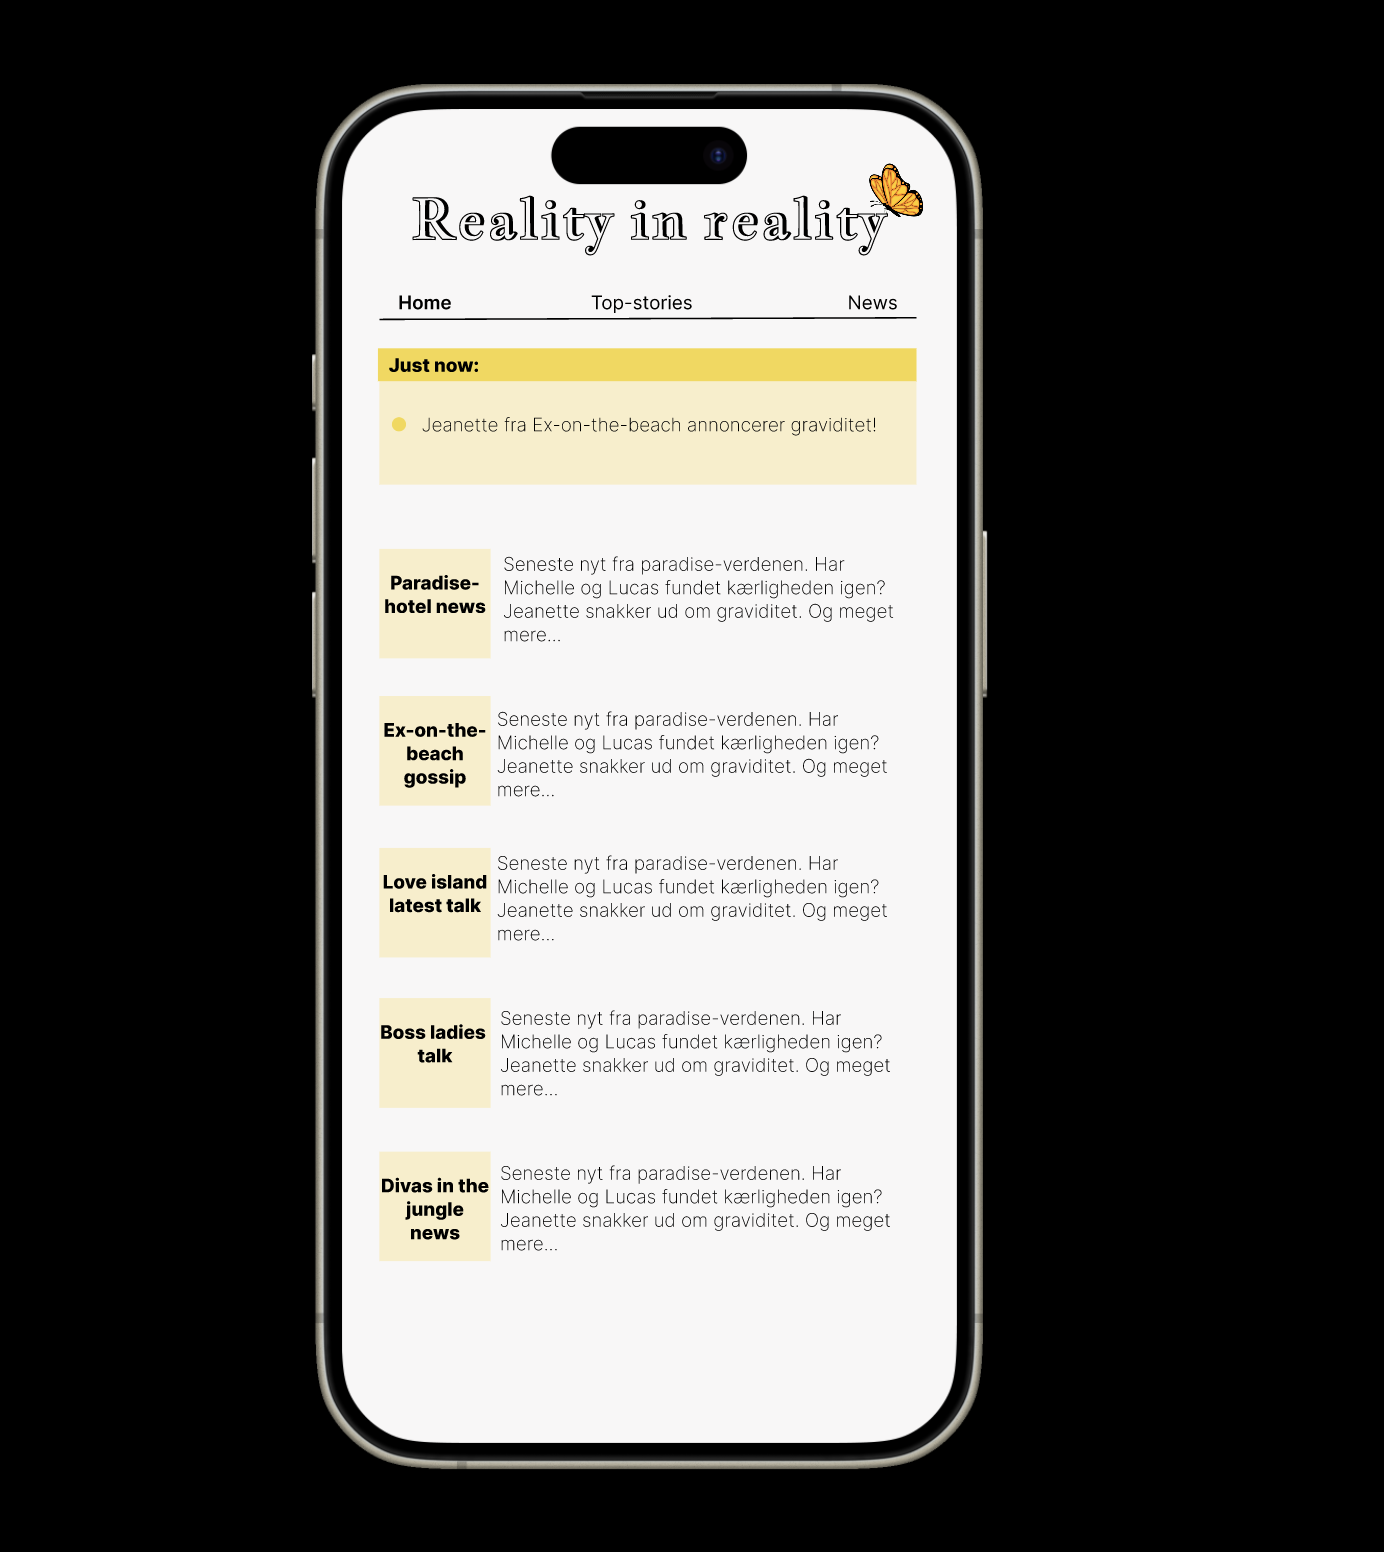 Reality in reality
Home Top-stories News
Just now:
Jeanette fra Ex-on-the-beach annoncerer graviditet!
Paradise-
hotel news
Seneste nyt fra paradise-verdenen. Har
Michelle og Lucas fundet kærligheden igen?
Jeanette snakker ud om graviditet. Og meget
mere...
Ex-on-the-
beach
gossip
Seneste nyt fra paradise-verdenen. Har
Michelle og Lucas fundet kærligheden igen?
Jeanette snakker ud om graviditet. Og meget
mere...
Love island
latest talk
Seneste nyt fra paradise-verdenen. Har
Michelle og Lucas fundet kærligheden igen?
Jeanette snakker ud om graviditet. Og meget
mere...
Boss ladies
talk
Seneste nyt fra paradise-verdenen. Har
Michelle og Lucas fundet kærligheden igen?
Jeanette snakker ud om graviditet. Og meget
mere...
Divas in the
jungle
news
Seneste nyt fra paradise-verdenen. Har
Michelle og Lucas fundet kærligheden igen?
Jeanette snakker ud om graviditet. Og meget
mere...